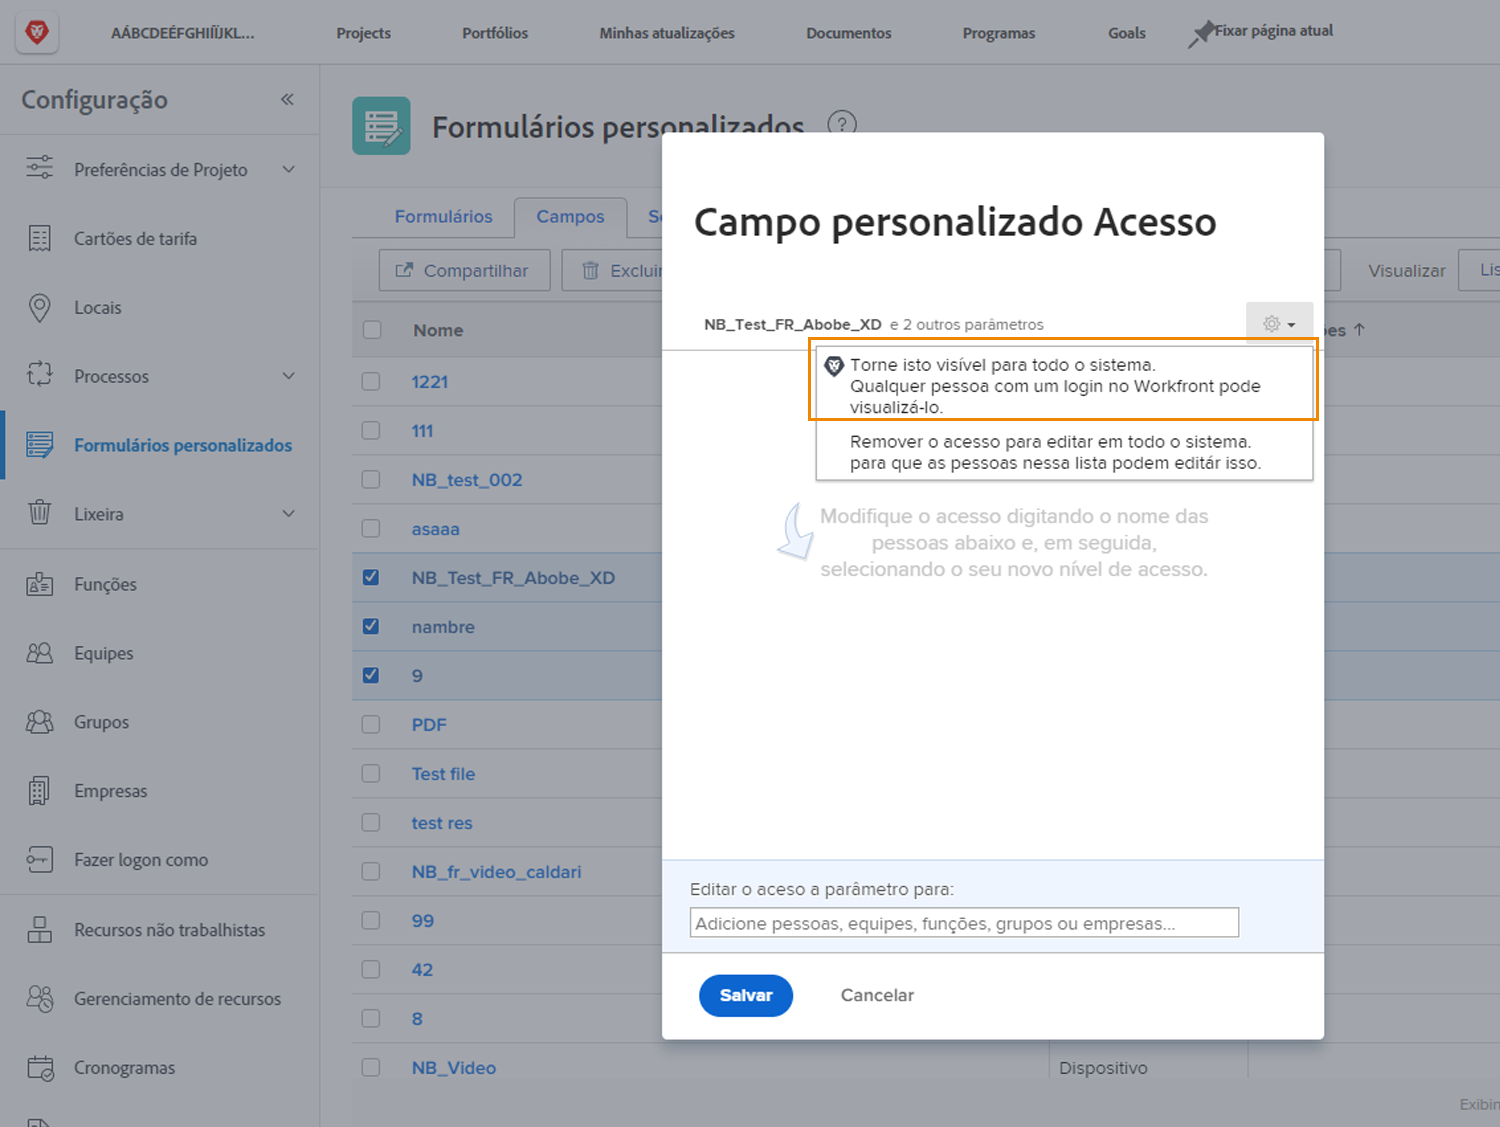 AÁBCDEÉFGHIÍÏJKL...
Projects
Portfólios
Minhas atualizações
Documentos
Programas
Goals
Fixar página atual
Configuração
Preferências de Projeto
Cartões de tarifa
Locais
Processos
Formulários personalizados
Lixeira
Funções
Equipes
Grupos
Empresas
Fazer logon como
Recursos não trabalhistas
Gerenciamento de recursos
Cronogramas
Formulários personalizados
Formulários
Campos
Compartilhar
Excluir
Visualizar
Lis
Nome
ões
1221
111
NB_test_002
asaaa
NB_Test_FR_Abobe_XD
nambre
9
PDF
Test file
test res
NB_fr_video_caldari
99
42
8
NB_Video
Dispositivo
Exibin
Campo personalizado Acesso
NB_Test_FR_Abobe_XD e 2 outros parâmetros
Torne isto visível para todo o sistema.
Qualquer pessoa com um login no Workfront pode
visualizá-lo.
Remover o acesso para editar em todo o sistema.
para que as pessoas nessa lista podem editár isso.
Modifique o acesso digitando o nome das
pessoas abaixo e, em seguida,
selecionando o seu novo nível de acesso.
Editar o aceso a parâmetro para:
Adicione pessoas, equipes, funções, grupos ou empresas...
Salvar
Cancelar